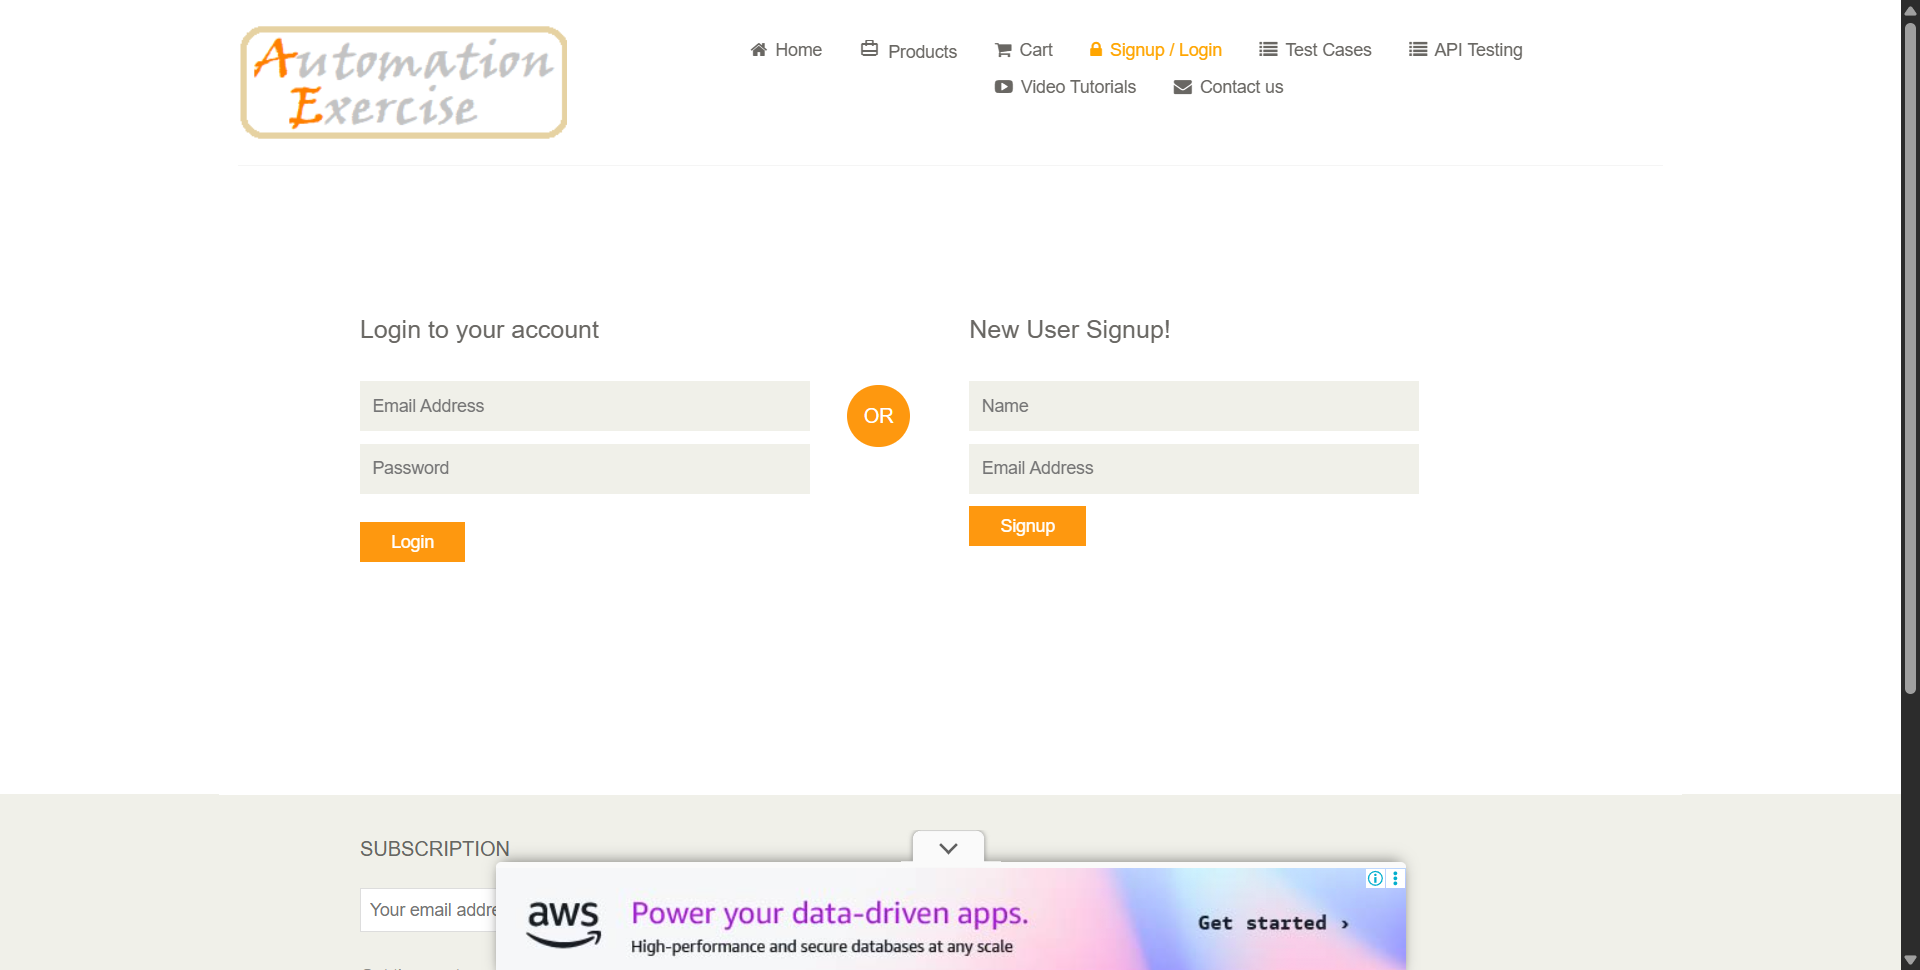 Automation
Exercise
Home
Products
Cart
Signup / Login
Test Cases
API Testing
Video Tutorials
Contact us
Login to your account
Email Address
Password
Login
OR
New User Signup!
Name
Email Address
Signup
SUBSCRIPTION
Your email addre
aws
Power your data-driven apps.
High-performance and secure databases at any scale
Get started ›